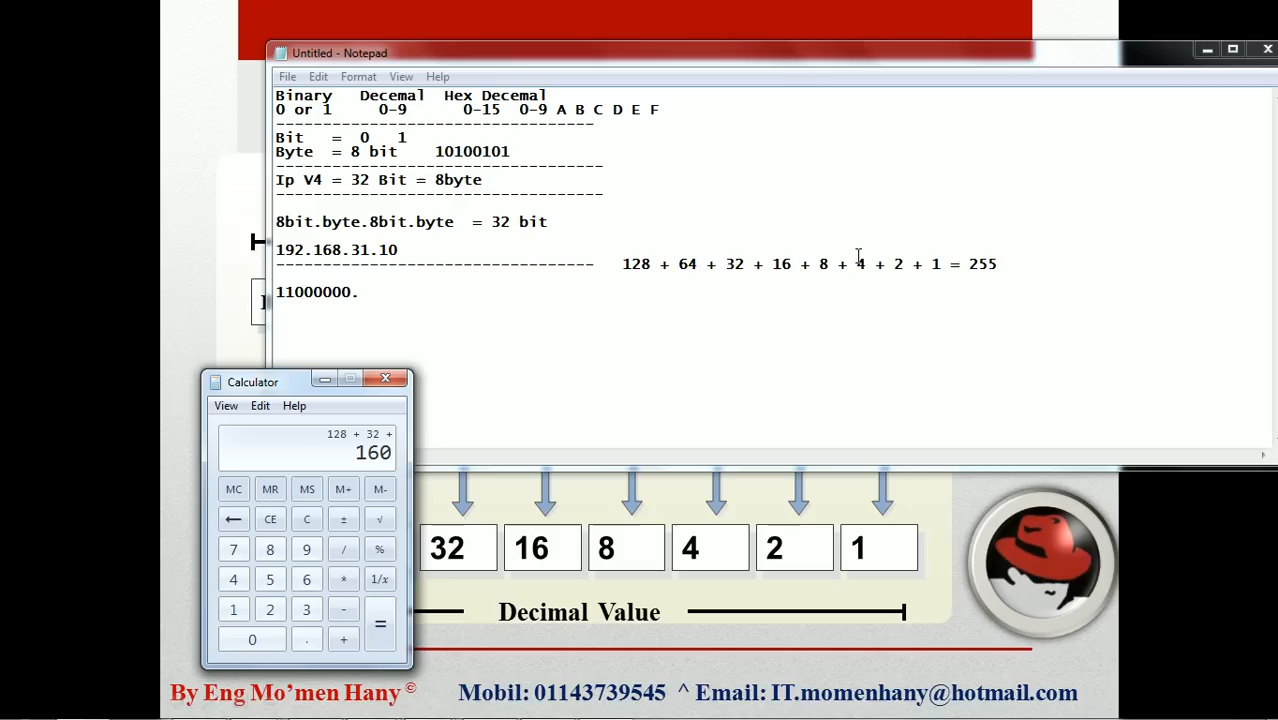 Untitled - Notepad
File Edit Format View Help
Binary Decemal Hex Decemal
0 or 1 0-9 0-15 0-9 A B C D E F
----------------------------------
Bit = 0 1
Byte = 8 bit 10100101
-----------------------------------
Ip V4 = 32 Bit = 8byte
-----------------------------------
8bit.byte.8bit.byte = 32 bit
192.168.31.10
---------------------------------- 128 + 64 + 32 + 16 + 8 + 4 + 2 + 1 = 255
11000000.
Calculator
View Edit Help
128 + 32 +
160
MC MR MS M+ M-
← CE C ± √
7 8 9 / %
4 5 6 * 1/x
1 2 3 - =
0 . +
32 16 8 4 2 1
Decimal Value
By Eng Mo’men Hany © Mobil: 01143739545 ^ Email: IT.momenhany@hotmail.com